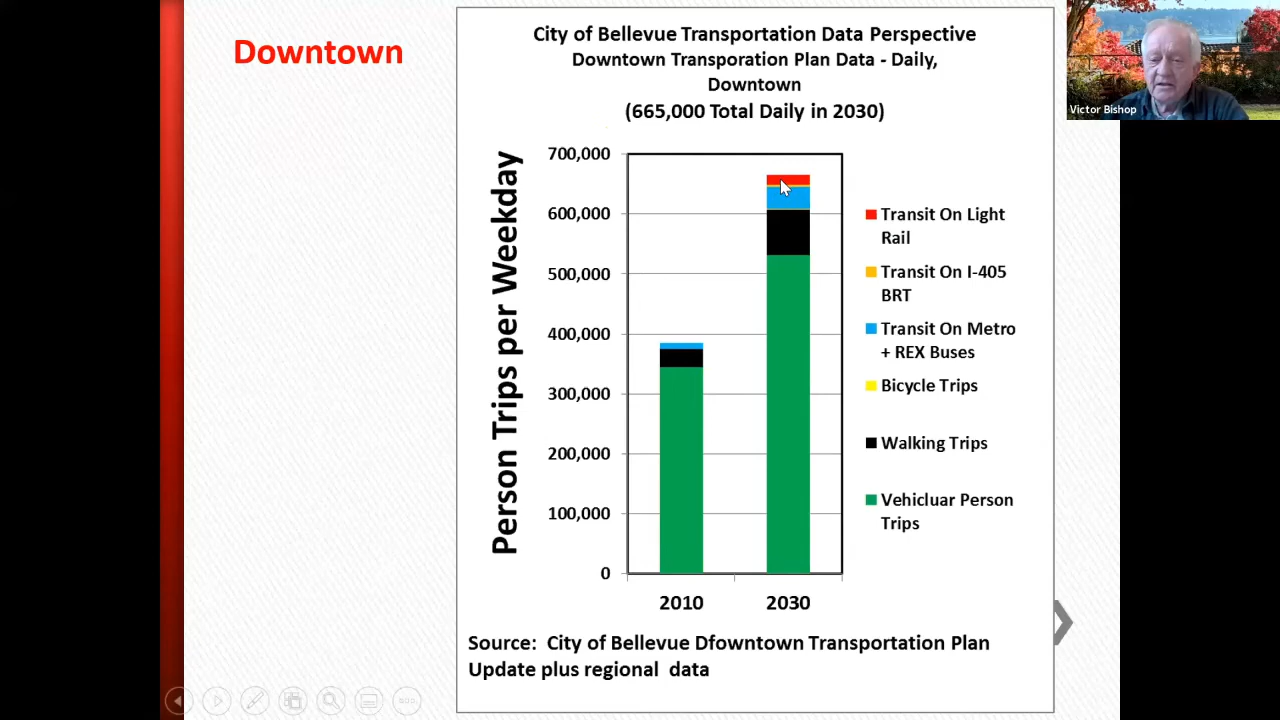 Downtown
City of Bellevue Transportation Data Perspective
Downtown Transporation Plan Data - Daily,
Downtown
(665,000 Total Daily in 2030)
Victor Bishop
Person Trips per Weekday
700,000
600,000
500,000
400,000
300,000
200,000
100,000
0
2010
2030
Transit On Light
Rail
Transit On I-405
BRT
Transit On Metro
+ REX Buses
Bicycle Trips
Walking Trips
Vehicluar Person
Trips
Source: City of Bellevue Dfowntown Transportation Plan
Update plus regional data